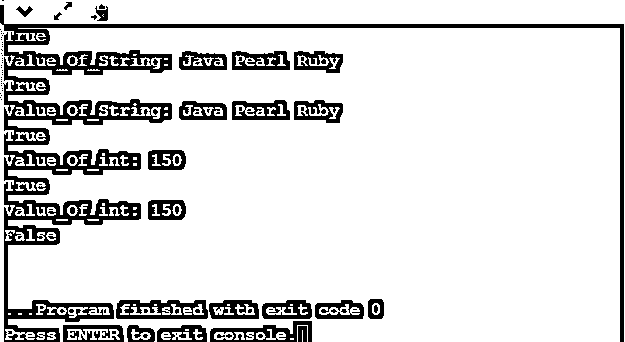 True
Value_Of_String: Java Pearl Ruby
True
Value_Of_String: Java Pearl Ruby
True
Value_Of_int: 150
True
Value_Of_int: 150
False
...Program finished with exit code 0
Press ENTER to exit console.